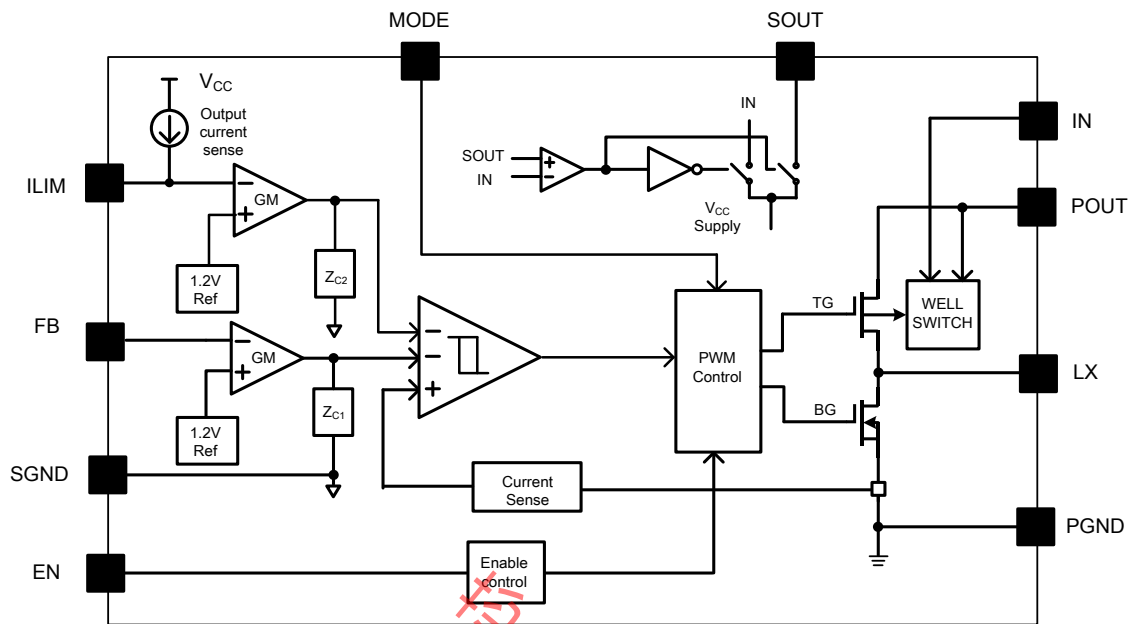 MODE
SOUT
VCC
Output
current
sense
IN
IN
SOUT
+
IN
−
ILIM
−
GM
+
POUT
VCC
Supply
1.2V
Ref
ZC2
TG
WELL
SWITCH
FB
−
GM
+
−
−
+
PWM
Control
LX
ZC1
BG
1.2V
Ref
SGND
Current
Sense
PGND
EN
Enable
control